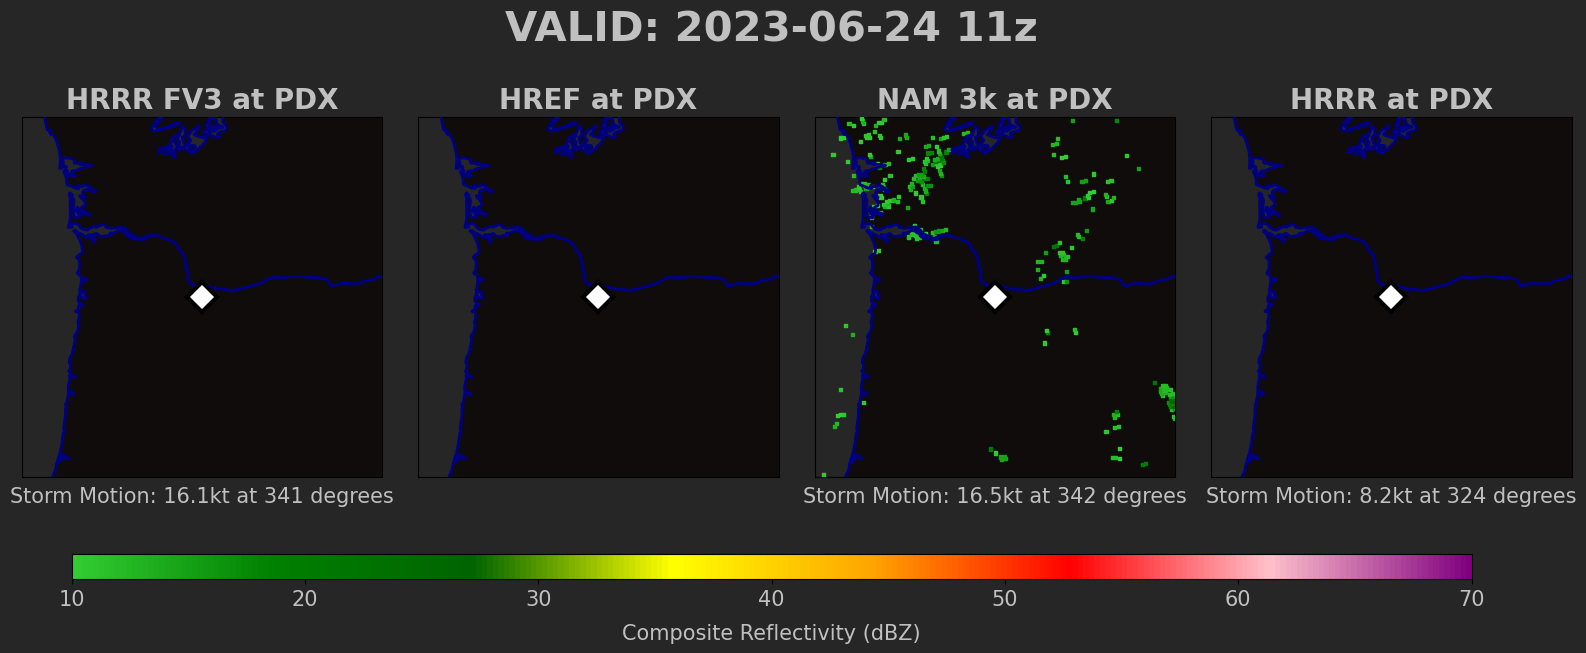 VALID: 2023-06-24 11z
HRRR FV3 at PDX
HREF at PDX
NAM 3k at PDX
HRRR at PDX
Storm Motion: 16.1kt at 341 degrees
Storm Motion: 16.5kt at 342 degrees
Storm Motion: 8.2kt at 324 degrees
10 20 30 40 50 60 70
Composite Reflectivity (dBZ)